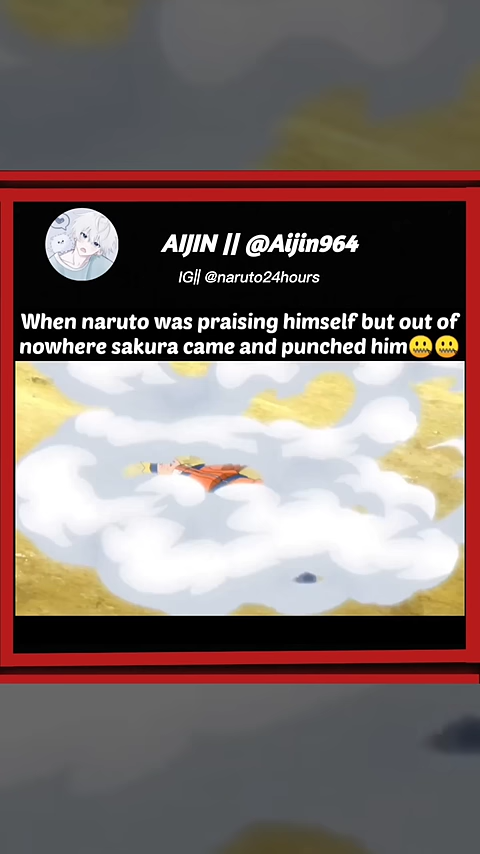 AIJIN || @Aijin964
IG|| @naruto24hours
When naruto was praising himself but out of
nowhere sakura came and punched him🤐🤐